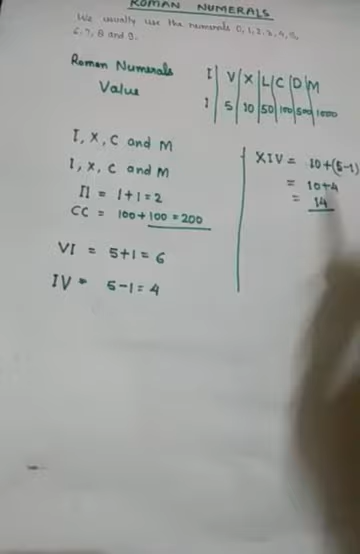 ROMAN NUMERALS
We usually use the numerals 0, 1, 2, 3, 4, 5,
6, 7, 8 and 9.
Roman Numerals I V X L C D M
Value 1 5 10 50 100 500 1000
I, X, C and M
I, X, C and M
II = 1+1=2
CC = 100+100=200
VI = 5+1=6
IV = 5-1=4
XIV = 10+(5-1)
= 10+4
= 14